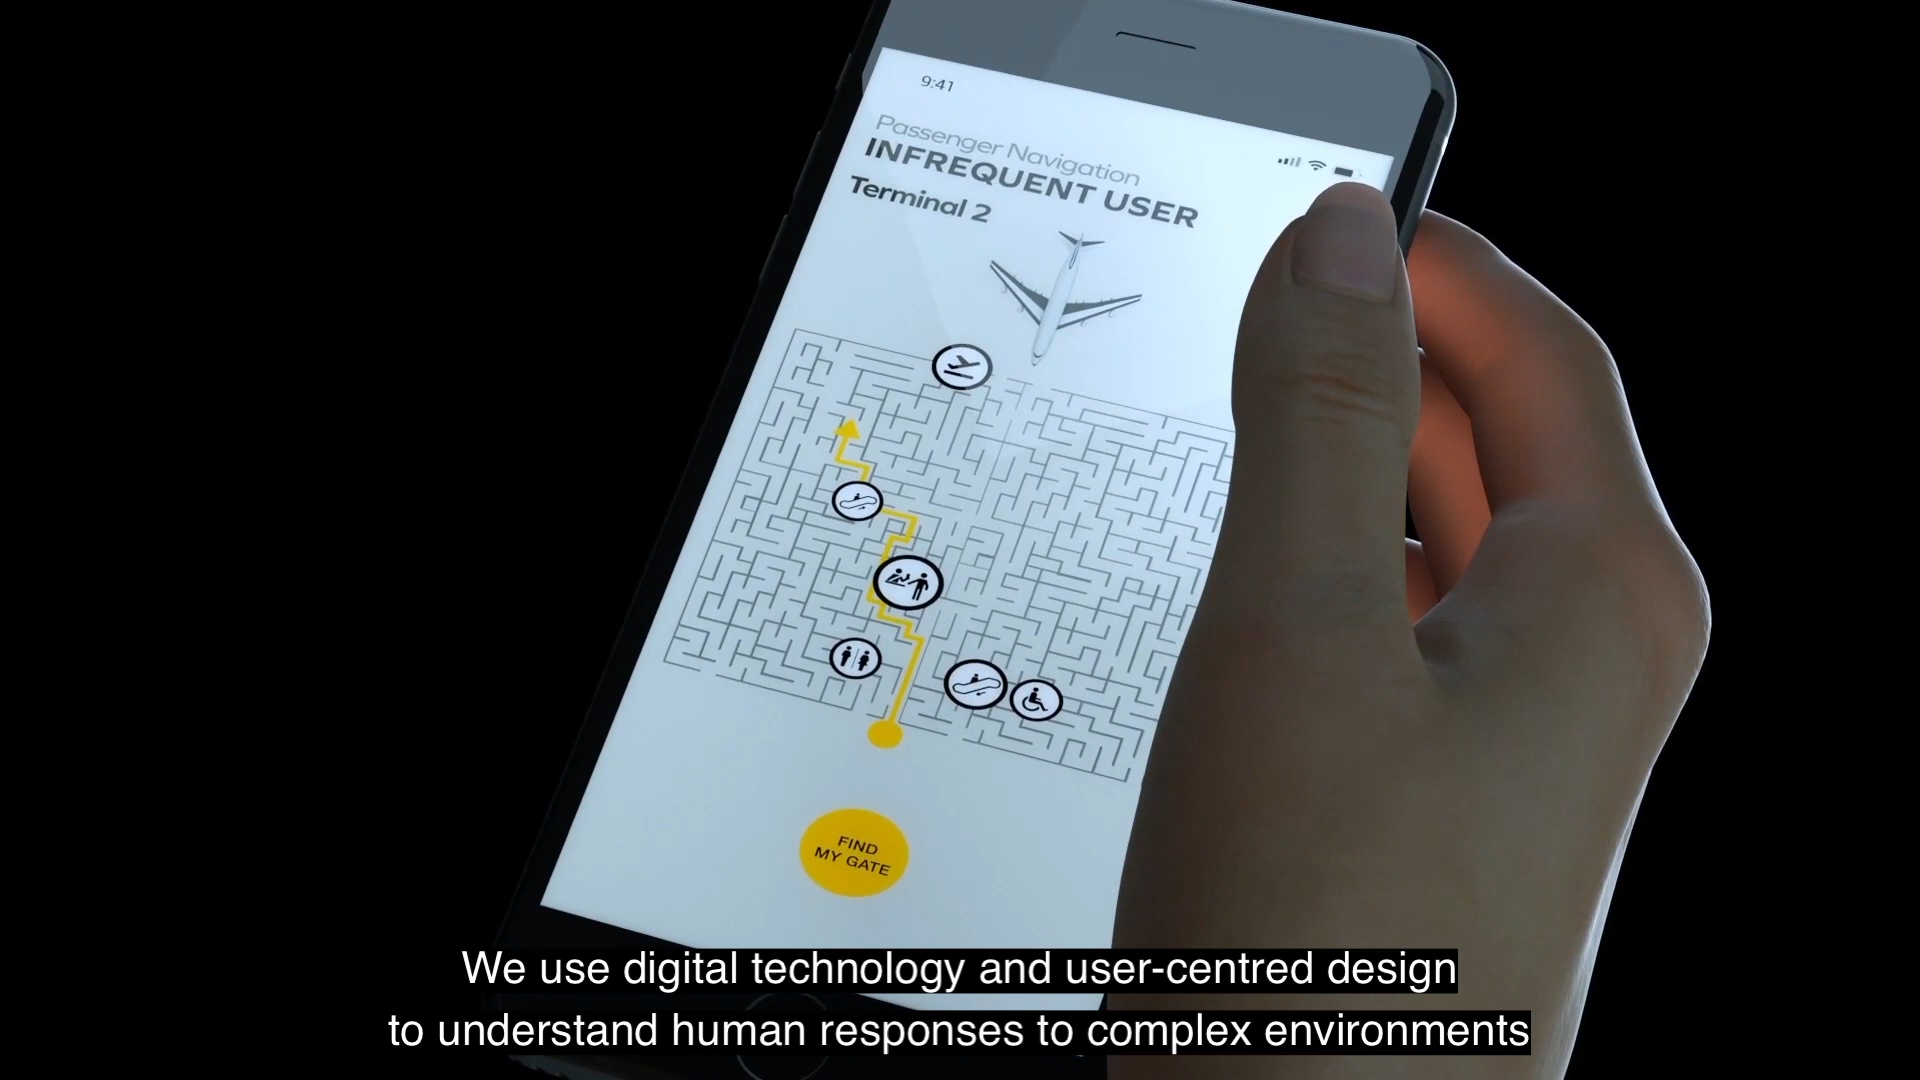 9:41
Passenger Navigation
INFREQUENT USER
Terminal 2
FIND
MY GATE
We use digital technology and user-centred design
to understand human responses to complex environments